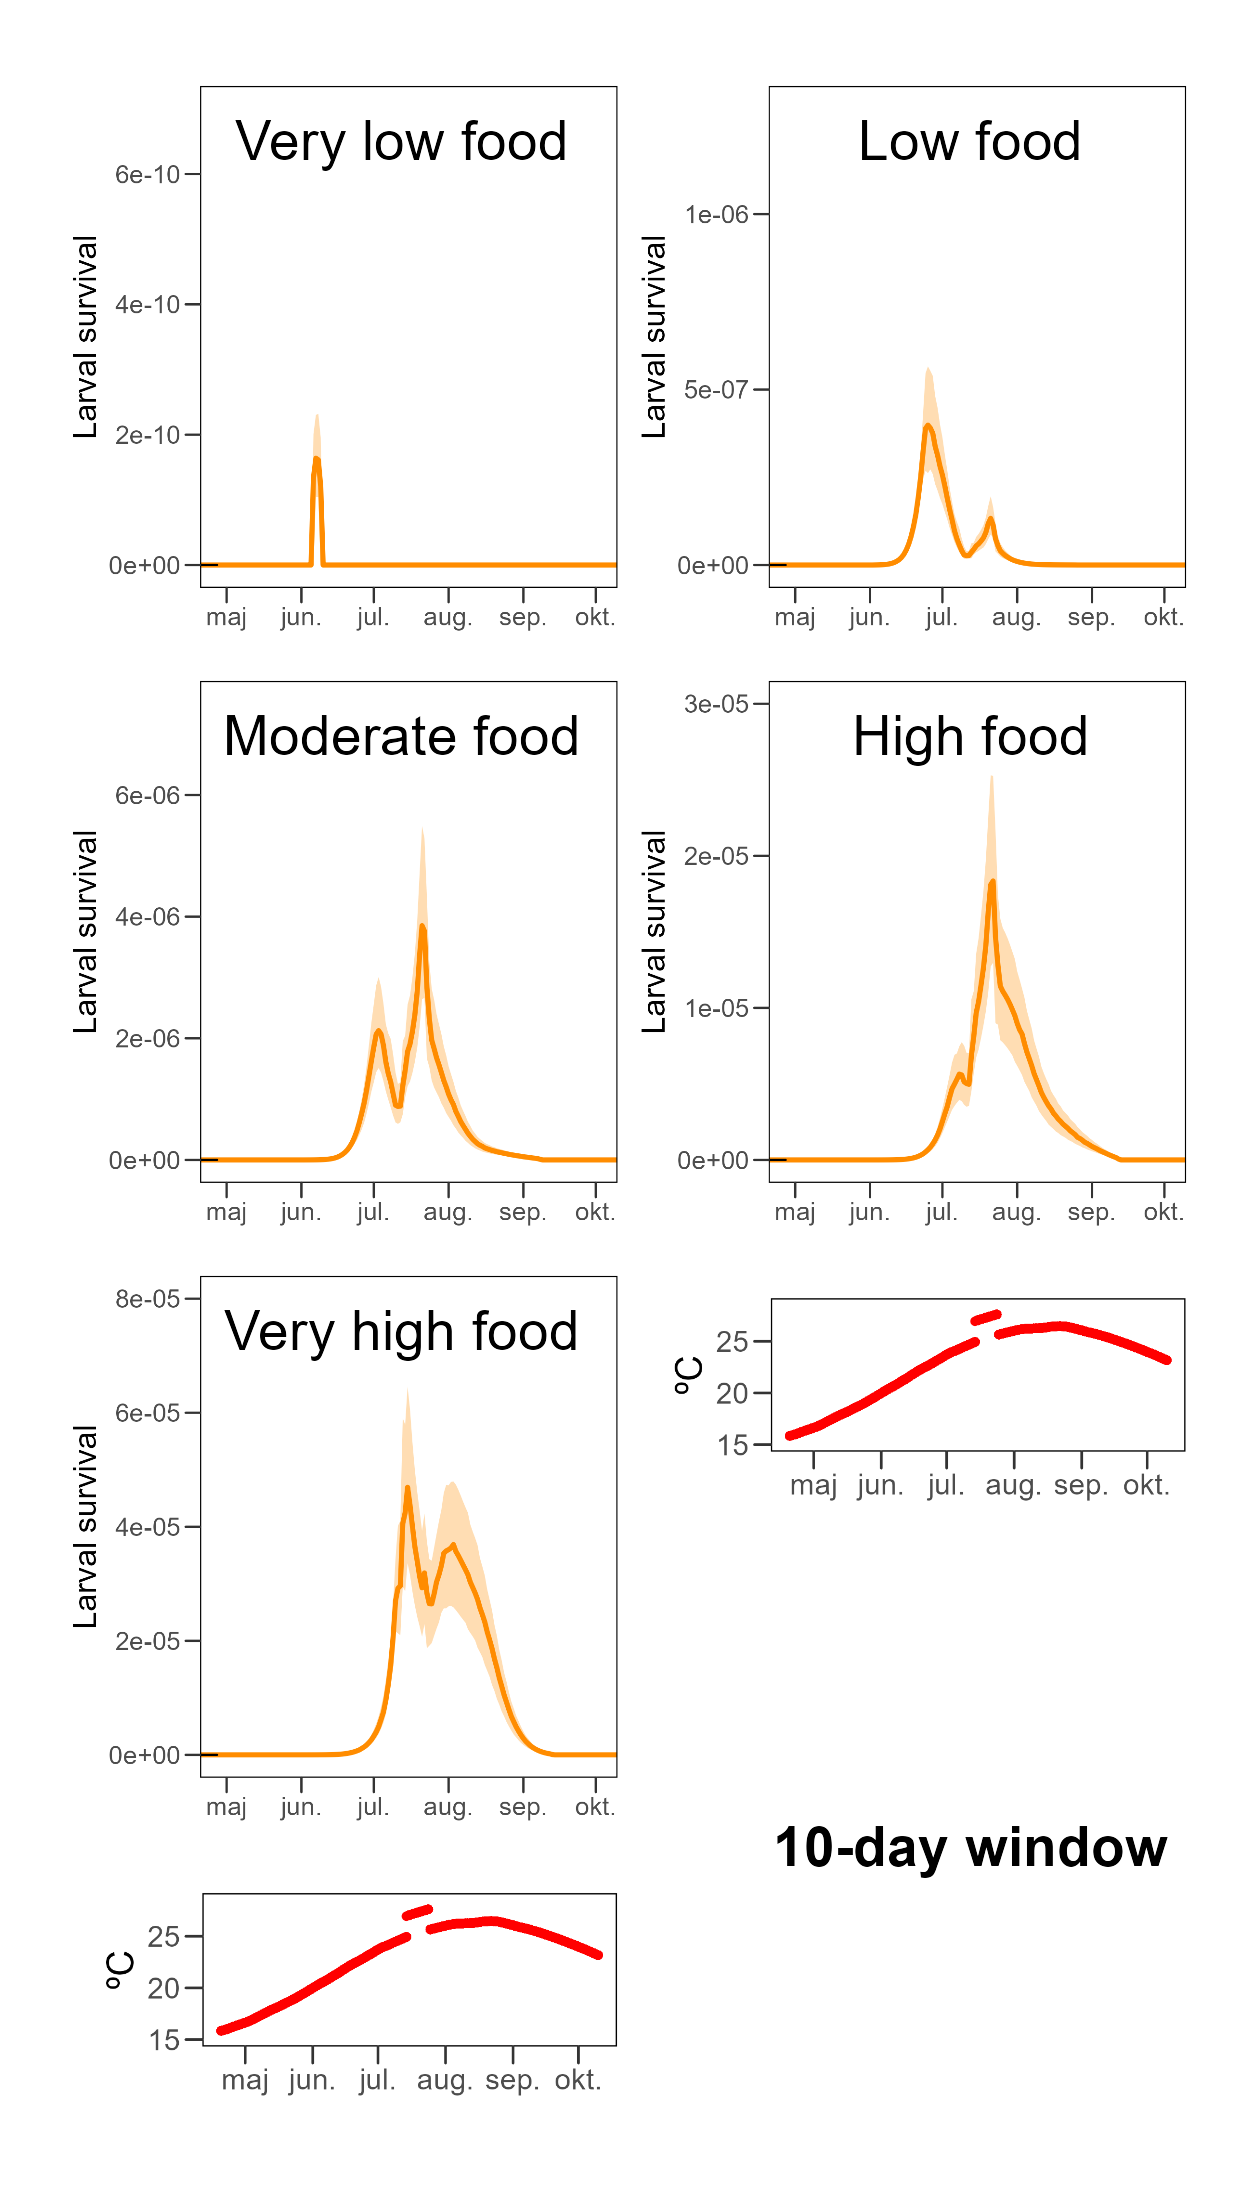 Very low food
Larval survival
6e-10
4e-10
2e-10
0e+00
maj jun. jul. aug. sep. okt.
Low food
Larval survival
1e-06
5e-07
0e+00
maj jun. jul. aug. sep. okt.
Moderate food
Larval survival
6e-06
4e-06
2e-06
0e+00
maj jun. jul. aug. sep. okt.
High food
Larval survival
3e-05
2e-05
1e-05
0e+00
maj jun. jul. aug. sep. okt.
Very high food
Larval survival
8e-05
6e-05
4e-05
2e-05
0e+00
maj jun. jul. aug. sep. okt.
ºC
25
20
15
maj jun. jul. aug. sep. okt.
10-day window
ºC
25
20
15
maj jun. jul. aug. sep. okt.